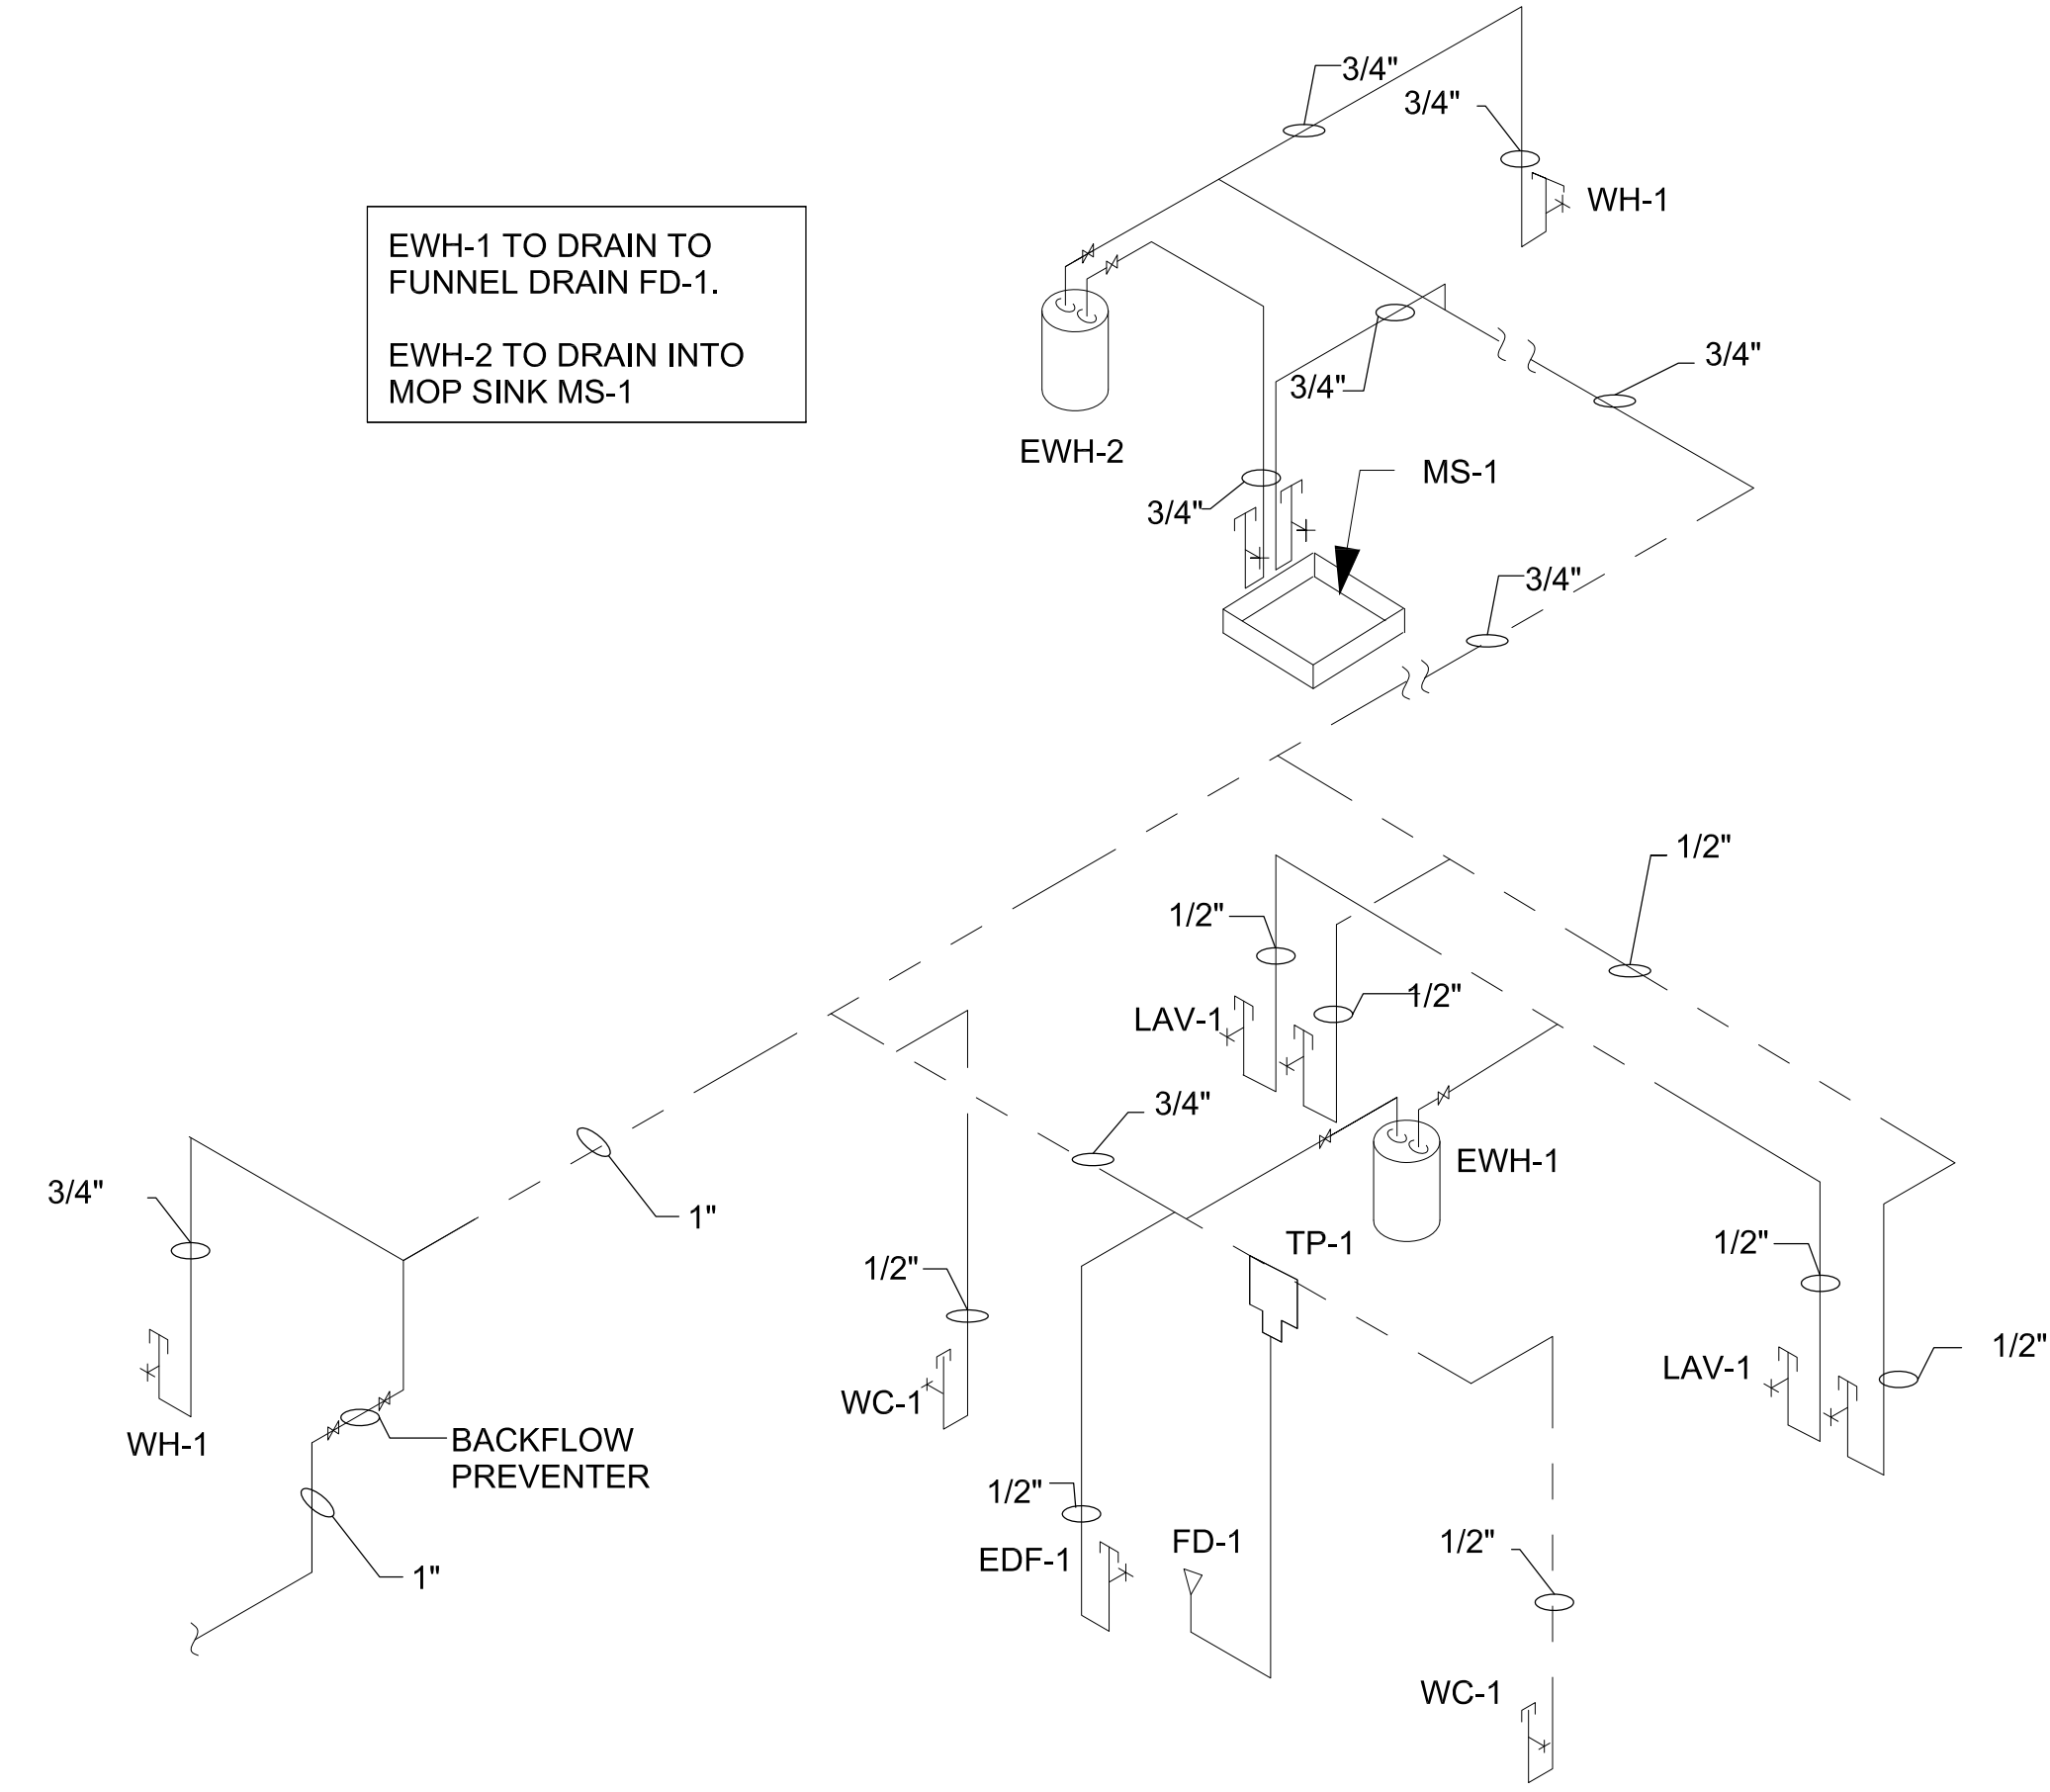 3/4"
3/4"
WH-1
EWH-1 TO DRAIN TO
FUNNEL DRAIN FD-1.
EWH-2 TO DRAIN INTO
MOP SINK MS-1
3/4"
3/4"
EWH-2
MS-1
3/4"
3/4"
1/2"
1/2"
1/2"
LAV-1
3/4"
EWH-1
3/4"
1"
TP-1
1/2"
1/2"
1/2"
LAV-1
WC-1
WH-1
BACKFLOW
PREVENTER
1/2"
FD-1
1/2"
EDF-1
1"
WC-1